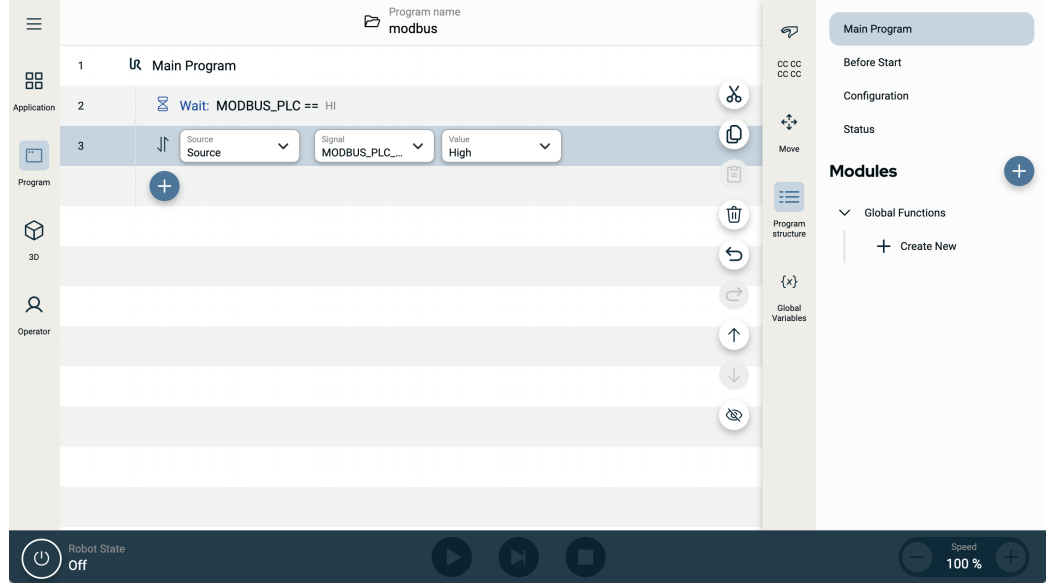 Program name
modbus
Application
Program
3D
Operator
1
UR Main Program
2
Wait: MODBUS_PLC == HI
3
Source
Source
Signal
MODBUS_PLC_...
Value
High
CC CC
CC CC
Move
Program
structure
{x}
Global
Variables
Main Program
Before Start
Configuration
Status
Modules
Global Functions
Create New
Robot State
Off
Speed
100 %